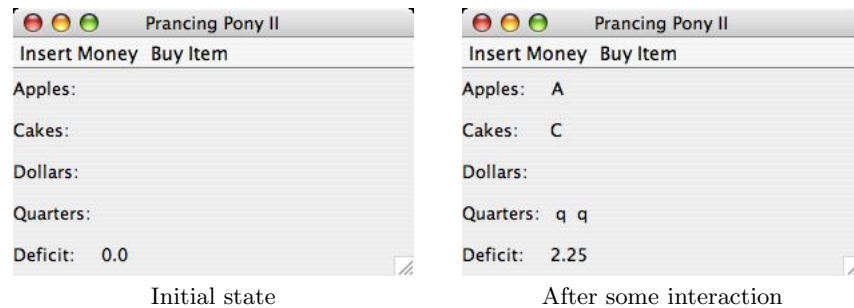 Prancing Pony II
Insert Money Buy Item
Apples:
Cakes:
Dollars:
Quarters:
Deficit: 0.0
Initial state
Prancing Pony II
Insert Money Buy Item
Apples: A
Cakes: C
Dollars:
Quarters: q q
Deficit: 2.25
After some interaction